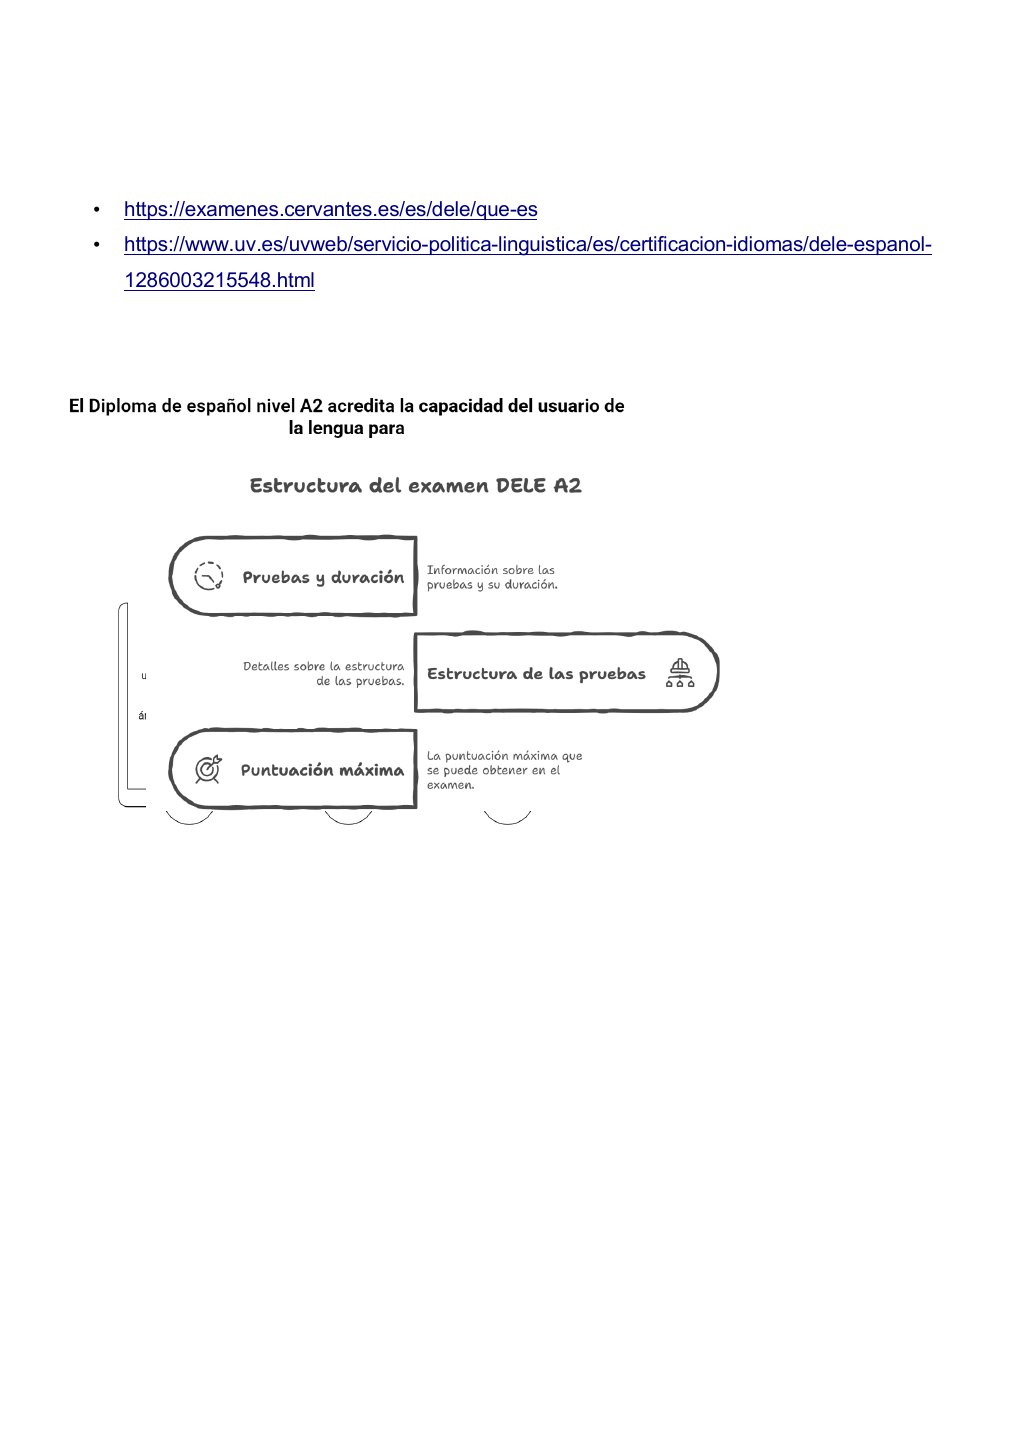 • https://examenes.cervantes.es/es/dele/que-es
• https://www.uv.es/uvweb/servicio-politica-linguistica/es/certificacion-idiomas/dele-espanol-
1286003215548.html
El Diploma de español nivel A2 acredita la capacidad del usuario de
la lengua para
Estructura del examen DELE A2
Pruebas y duración
Información sobre las
pruebas y su duración.
Detalles sobre la estructura
de las pruebas.
Estructura de las pruebas
Puntuación máxima
La puntuación máxima que
se puede obtener en el
examen.